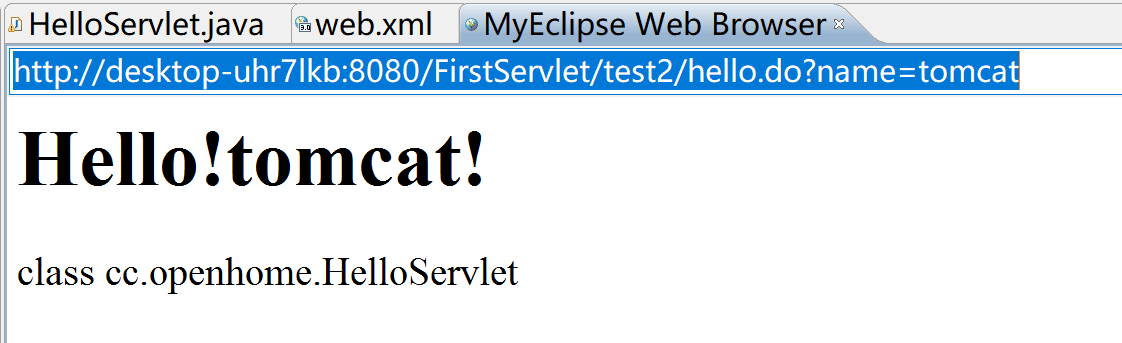 HelloServlet.java web.xml MyEclipse Web Browser
http://desktop-uhr7lkb:8080/FirstServlet/test2/hello.do?name=tomcat
Hello!tomcat!
class cc.openhome.HelloServlet